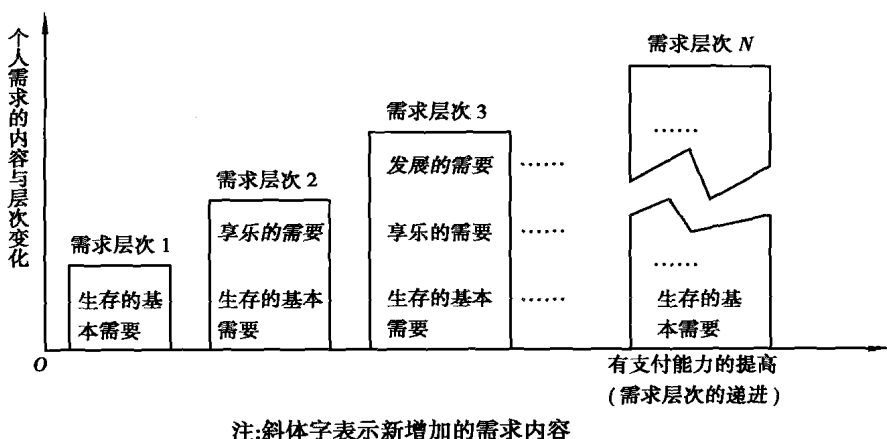 个人需求的内容与层次变化
需求层次 N
需求层次 3
……
发展的需要
……
需求层次 2
享乐的需要
享乐的需要
……
需求层次 1
……
生存的基
本需要
生存的基本
需要
生存的基本
需要
……
生存的基
本需要
O
有支付能力的提高
(需求层次的递进)
注:斜体字表示新增加的需求内容